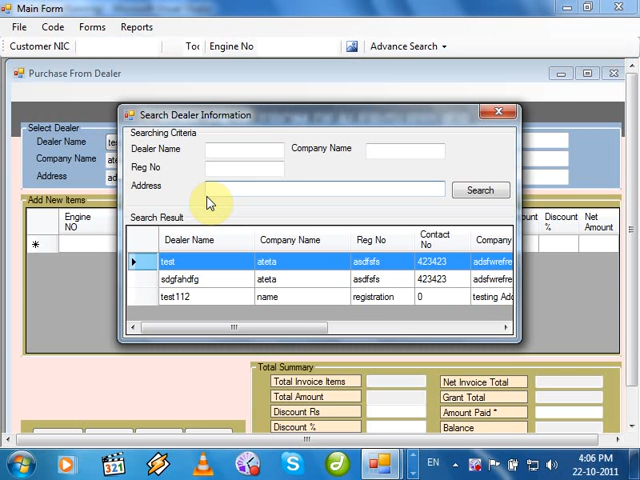 Main Form
File Code Forms Reports
Customer NIC Engine No Advance Search
Purchase From Dealer
Search Dealer Information
Searching Criteria
Dealer Name Company Name
Reg No
Address Search
Search Result
Dealer Name Company Name Reg No Contact No Company
test ateta asdfsfs 423423 adsfwrefre
sdgfahdfg ateta asdfsfs 423423 adsfwrefre
test112 name registration 0 testing Add
Select Dealer
Dealer Name
Company Name
Address
Add New Items
Engine NO Discount % Net Amount
Total Summary
Total Invoice Items Net Invoice Total
Total Amount Grant Total
Discount Rs Amount Paid *
Discount % Balance
321
EN 4:06 PM
22-10-2011